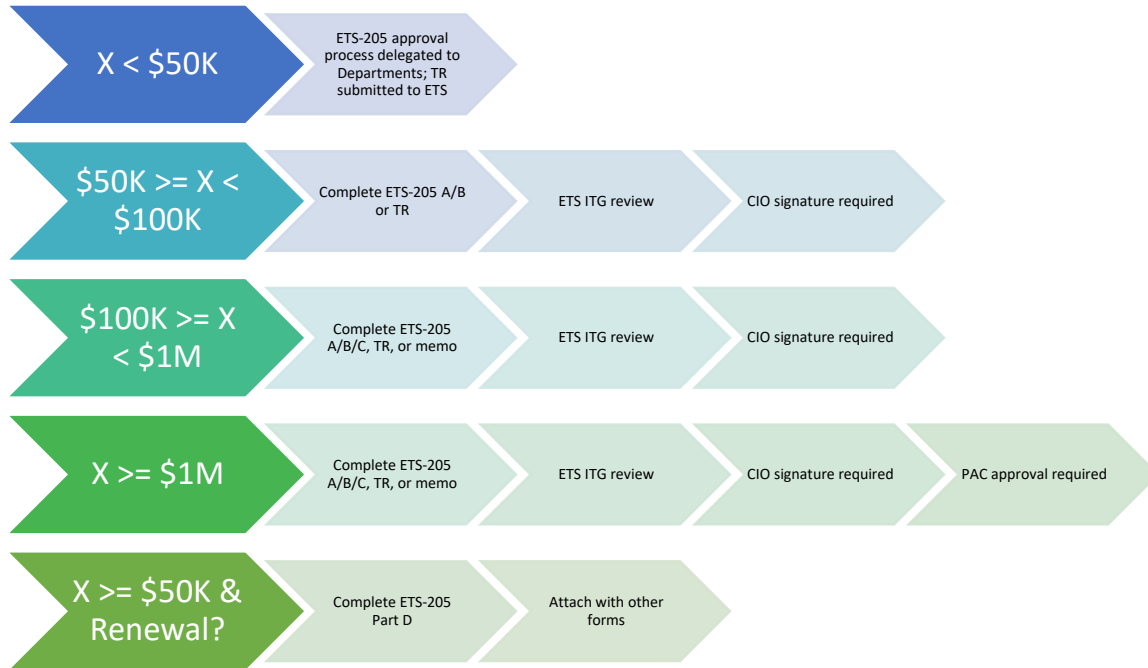 X < $50K
ETS-205 approval
process delegated to
Departments; TR
submitted to ETS
$50K >= X <
$100K
Complete ETS-205 A/B
or TR
ETS ITG review
CIO signature required
$100K >= X
< $1M
Complete ETS-205
A/B/C, TR, or memo
ETS ITG review
CIO signature required
X >= $1M
Complete ETS-205
A/B/C, TR, or memo
ETS ITG review
CIO signature required
PAC approval required
X >= $50K &
Renewal?
Complete ETS-205
Part D
Attach with other
forms